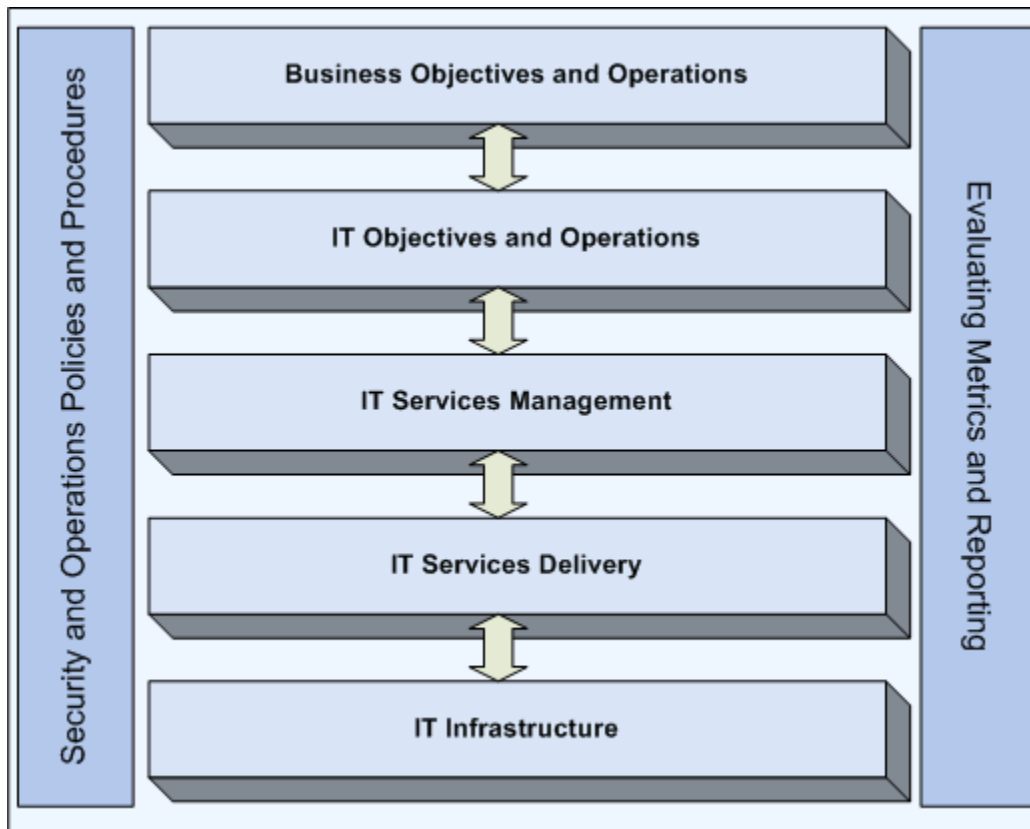 Security and Operations Policies and Procedures
Business Objectives and Operations
IT Objectives and Operations
IT Services Management
IT Services Delivery
IT Infrastructure
Evaluating Metrics and Reporting